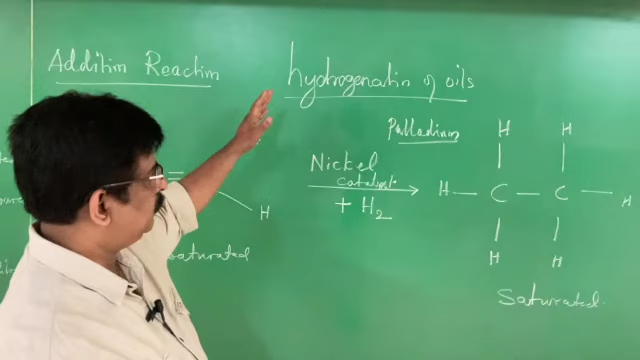 Addition Reaction
hydrogenation of oils
Palladium
H H
Nickel
catalyst
H — C — C — H
+ H2
H
H H
saturated
Saturated.